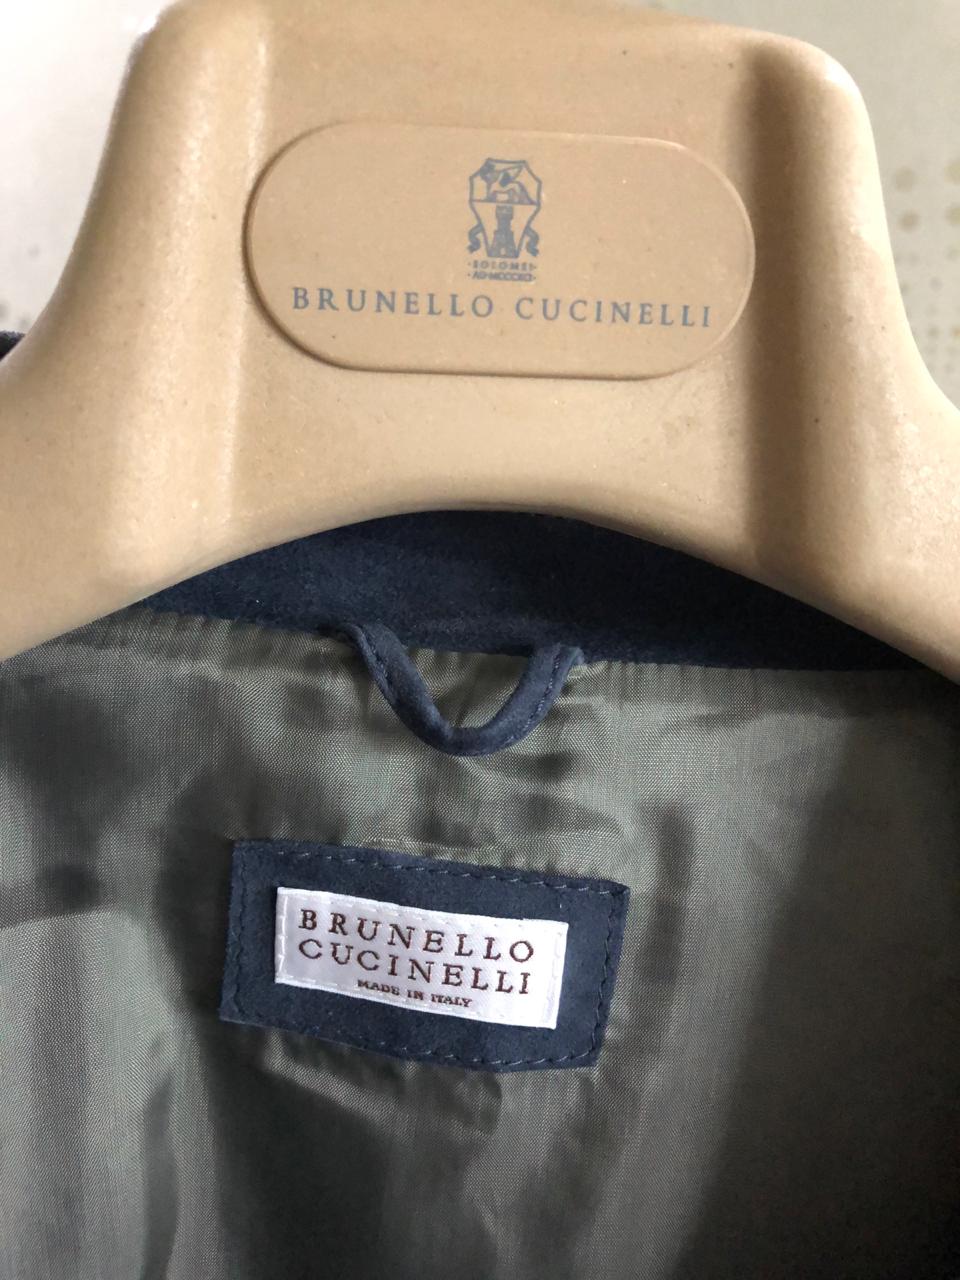 ·SOLOMEI·
·AD·MCCCXCI·
BRUNELLO CUCINELLI
BRUNELLO
CUCINELLI
MADE IN ITALY